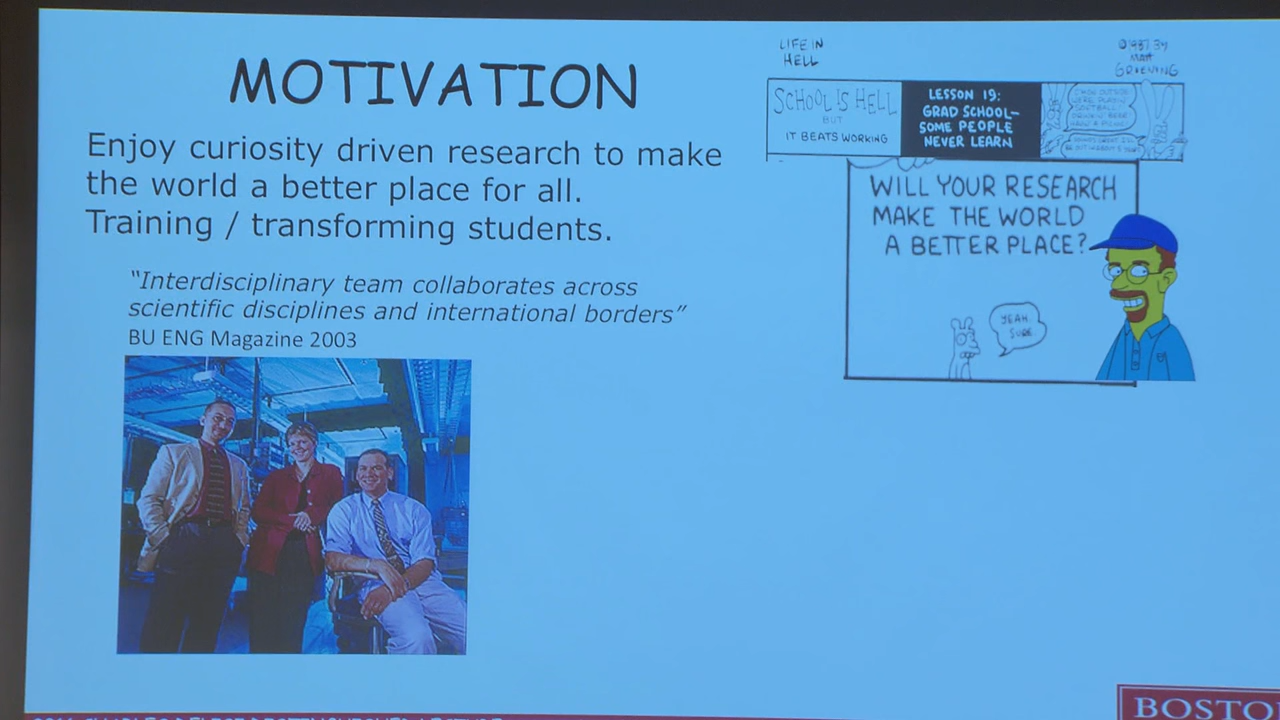 MOTIVATION
Enjoy curiosity driven research to make
the world a better place for all.
Training / transforming students.
"Interdisciplinary team collaborates across
scientific disciplines and international borders"
BU ENG Magazine 2003
LIFE IN
HELL
©1987 BY
MATT
GROENING
SCHOOL IS HELL
BUT
IT BEATS WORKING
LESSON 19:
GRAD SCHOOL-
SOME PEOPLE
NEVER LEARN
WILL YOUR RESEARCH
MAKE THE WORLD
A BETTER PLACE?
YEAH
SURE
BOSTO